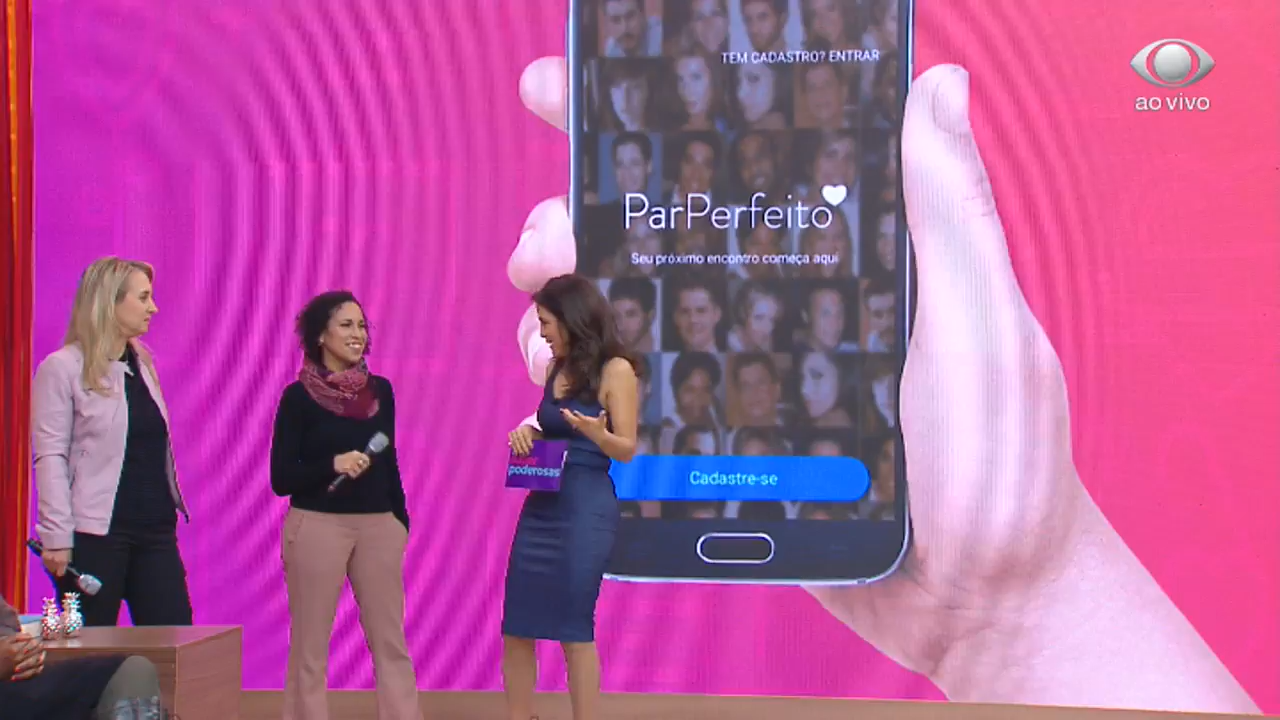 TEM CADASTRO? ENTRAR
ao vivo
ParPerfeito
Seu próximo encontro começa aqui
poderosas
Cadastre-se